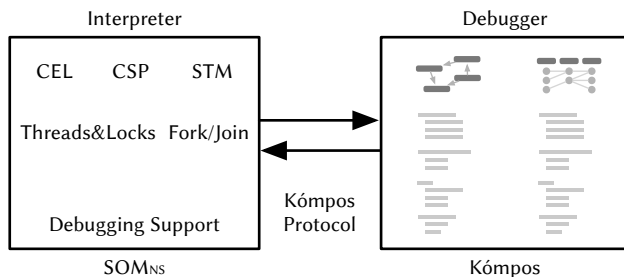 Interpreter
Debugger
CEL CSP STM
Threads&Locks Fork/Join
Kómpos
Protocol
Debugging Support
SOMNS
Kómpos